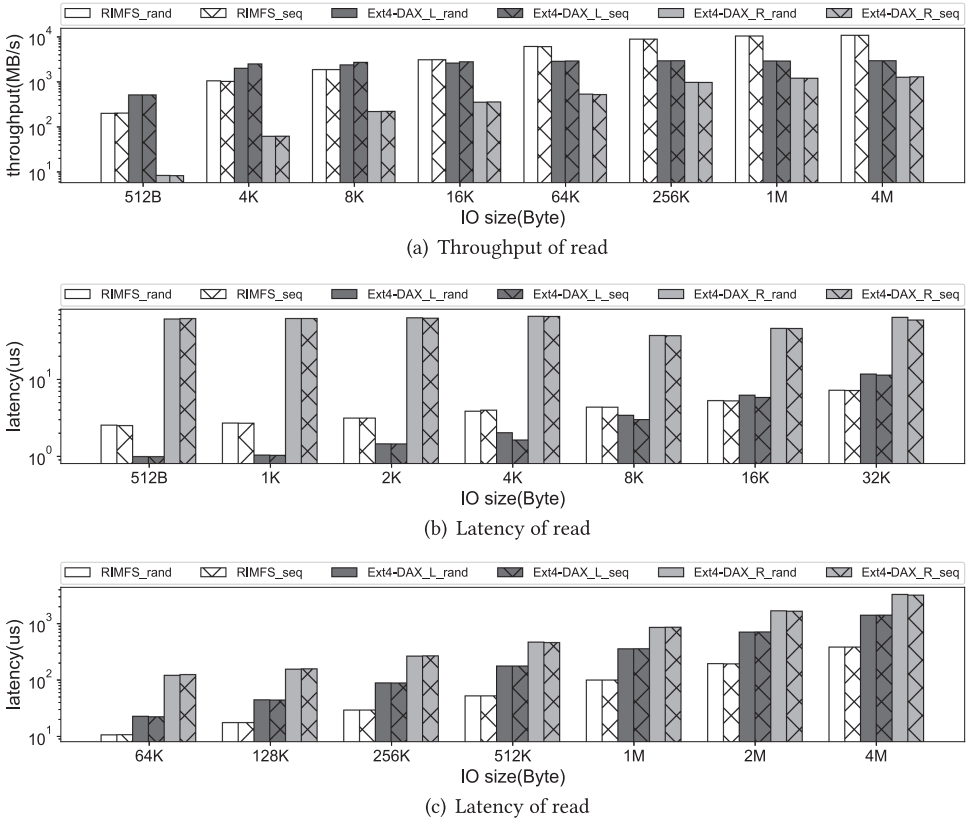 RIMFS_rand RIMFS_seq Ext4-DAX_L_rand Ext4-DAX_L_seq Ext4-DAX_R_rand Ext4-DAX_R_seq
throughput(MB/s)
10^4
10^3
10^2
10^1
512B 4K 8K 16K 64K 256K 1M 4M
IO size(Byte)
(a) Throughput of read
RIMFS_rand RIMFS_seq Ext4-DAX_L_rand Ext4-DAX_L_seq Ext4-DAX_R_rand Ext4-DAX_R_seq
latency(us)
10^1
10^0
512B 1K 2K 4K 8K 16K 32K
IO size(Byte)
(b) Latency of read
RIMFS_rand RIMFS_seq Ext4-DAX_L_rand Ext4-DAX_L_seq Ext4-DAX_R_rand Ext4-DAX_R_seq
latency(us)
10^3
10^2
10^1
64K 128K 256K 512K 1M 2M 4M
IO size(Byte)
(c) Latency of read